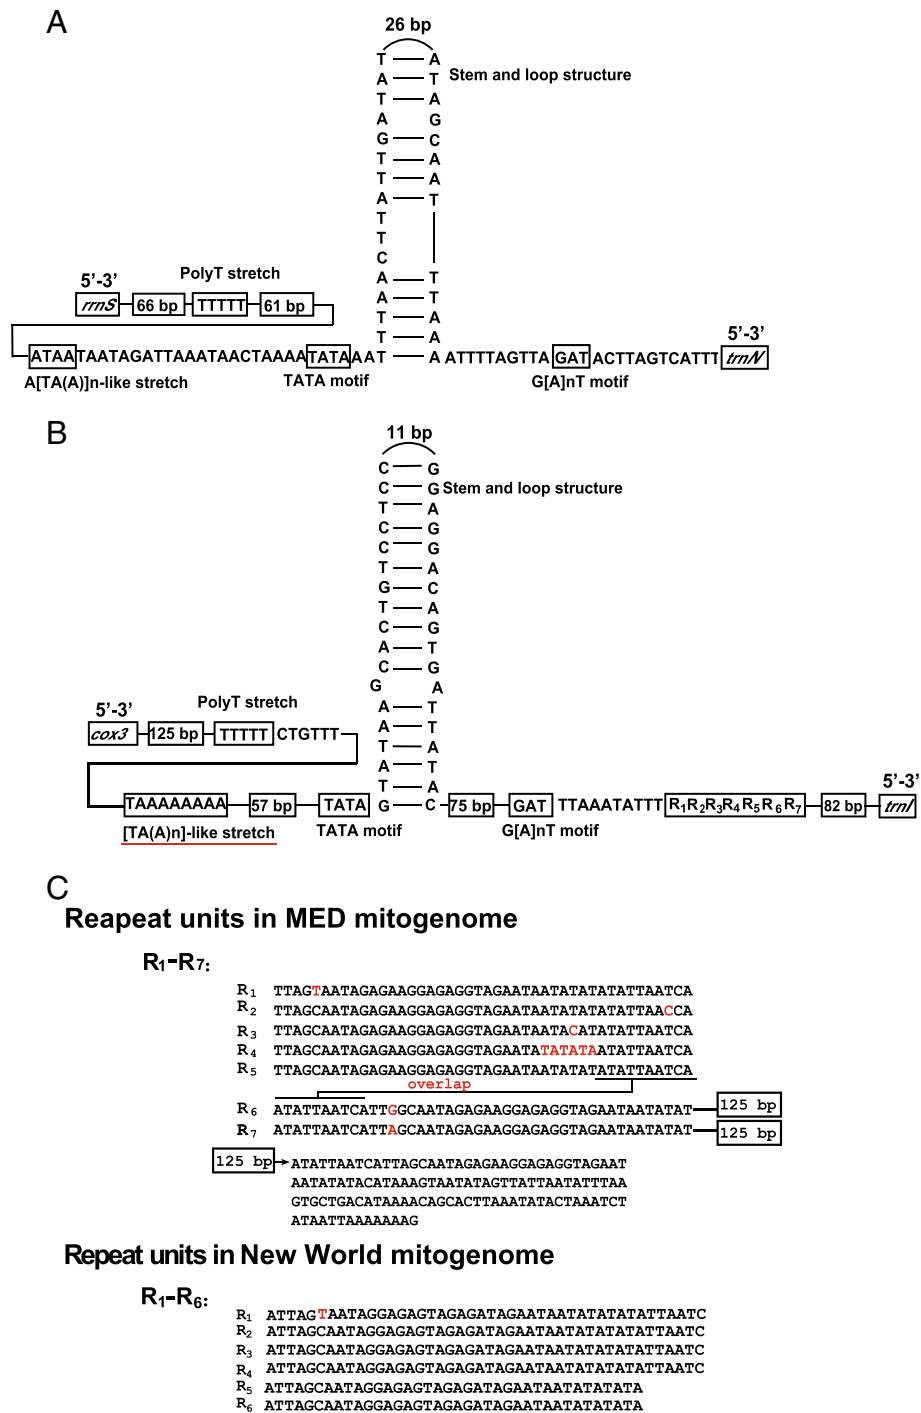 A
26 bp
T A
A T
T A
A G
G C
T A
T A
A T
T
T
C
A T
A T
T A
T A
Stem and loop structure
PolyT stretch
5’-3’
rrnS 66 bp TTTTT 61 bp
5’-3’
ATAATAATAGATTAAATAACTAAAATATAAAT A AATTTTAGTTA GAT ACTTAGTCATTT trnN
A[TA(A)]n-like stretch TATA motif G[A]nT motif
B
11 bp
C G
C G
T A
C G
C G
T A
G C
T A
C G
A T
C G
G A
A T
A T
T A
A T
T A
Stem and loop structure
PolyT stretch
5’-3’
cox3 125 bp TTTTT CTGTTT
5’-3’
TAAAAAAAA 57 bp TATA G C 75 bp GAT TTAAATATTT R1R2R3R4R5R6R7 82 bp trnI
[TA(A)n]-like stretch TATA motif G[A]nT motif
C
Reapeat units in MED mitogenome
R1–R7:
R1 TTAGTAATAGAGAAGGAGAGGTAGAATAATATATATATTAATCA
R2 TTAGCAATAGAGAAGGAGAGGTAGAATAATATATATATTAACCA
R3 TTAGCAATAGAGAAGGAGAGGTAGAATAATACATATATTAATCA
R4 TTAGCAATAGAGAAGGAGAGGTAGAATATATATAATATTAATCA
R5 TTAGCAATAGAGAAGGAGAGGTAGAATAATATATATATTAATCA
overlap
R6 ATATTAATCATTGGCAATAGAGAAGGAGAGGTAGAATAATATAT 125 bp
R7 ATATTAATCATTAGCAATAGAGAAGGAGAGGTAGAATAATATAT 125 bp
125 bp ATATTAATCATTAGCAATAGAGAAGGAGAGGTAGAAT
AATATATACATAAAGTAATATAGTTATTAATATTTAA
GTGCTGACATAAAACAGCACTTAAATATACTAAATCT
ATAATTAAAAAAAG
Repeat units in New World mitogenome
R1–R6:
R1 ATTAGTAATAGGAGAGTAGAGATAGAATAATATATATATTAATC
R2 ATTAGCAATAGGAGAGTAGAGATAGAATAATATATATATTAATC
R3 ATTAGCAATAGGAGAGTAGAGATAGAATAATATATATATTAATC
R4 ATTAGCAATAGGAGAGTAGAGATAGAATAATATATATATTAATC
R5 ATTAGCAATAGGAGAGTAGAGATAGAATAATATATATA
R6 ATTAGCAATAGGAGAGTAGAGATAGAATAATATATATA